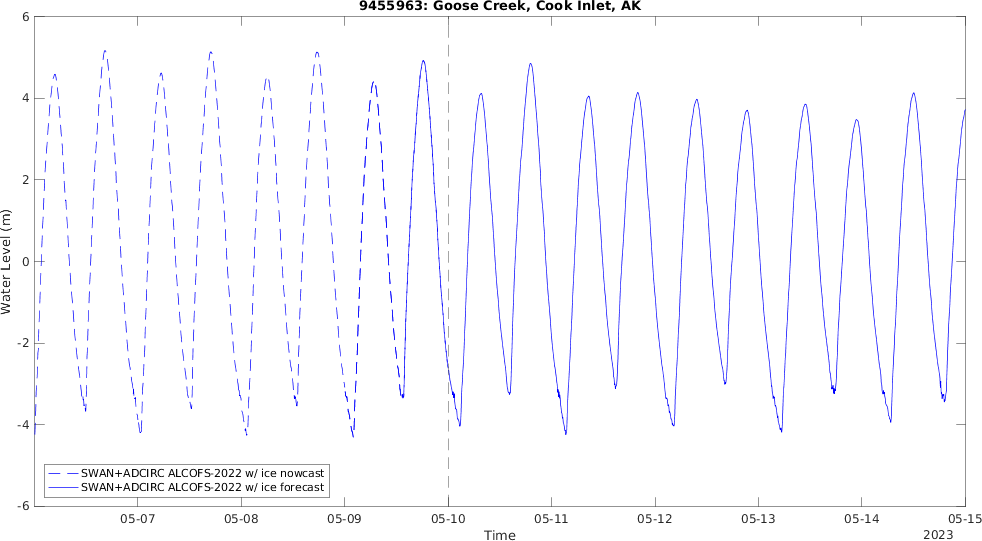 9455963: Goose Creek, Cook Inlet, AK
6
4
2
0
-2
-4
-6
Water Level (m)
SWAN+ADCIRC ALCOFS-2022 w/ ice nowcast
SWAN+ADCIRC ALCOFS-2022 w/ ice forecast
05-07 05-08 05-09 05-10 05-11 05-12 05-13 05-14 05-15
Time
2023